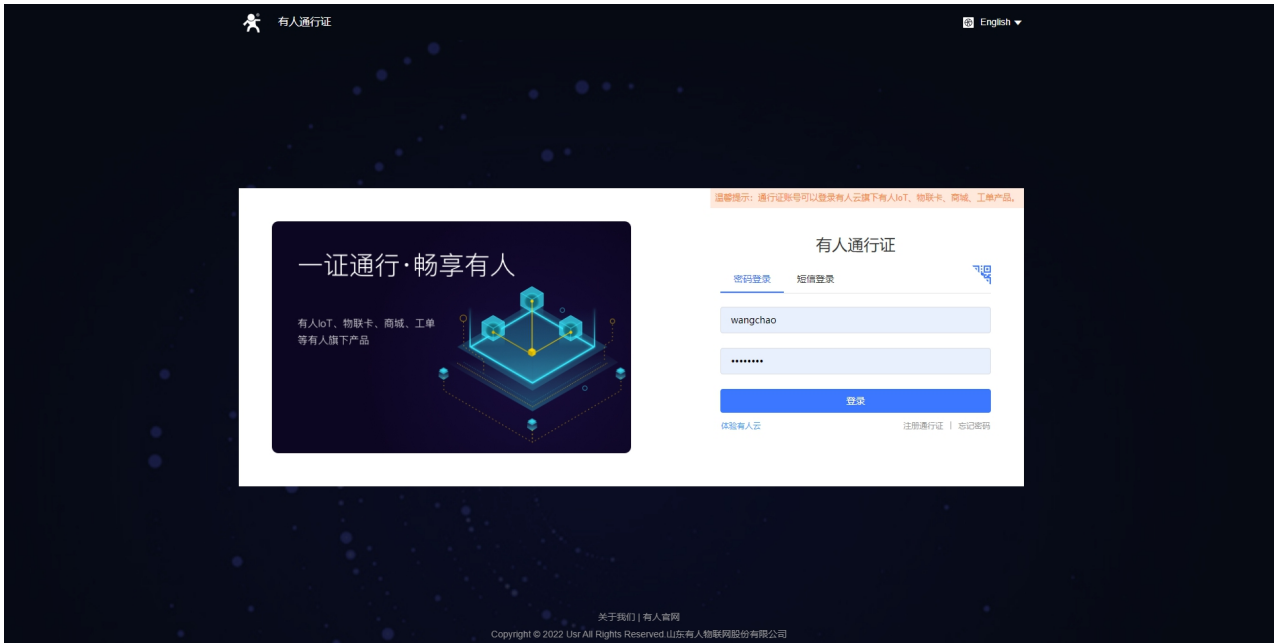 有人通行证
English
温馨提示：通行证账号可以登录有人云旗下有人IoT、物联卡、商城、工单产品。
一证通行·畅享有人
有人IoT、物联卡、商城、工单
等有人旗下产品
有人通行证
密码登录 短信登录
wangchao
••••••••
登录
体验有人云 注册通行证 | 忘记密码
关于我们 | 有人官网
Copyright © 2022 Usr All Rights Reserved.山东有人物联网股份有限公司